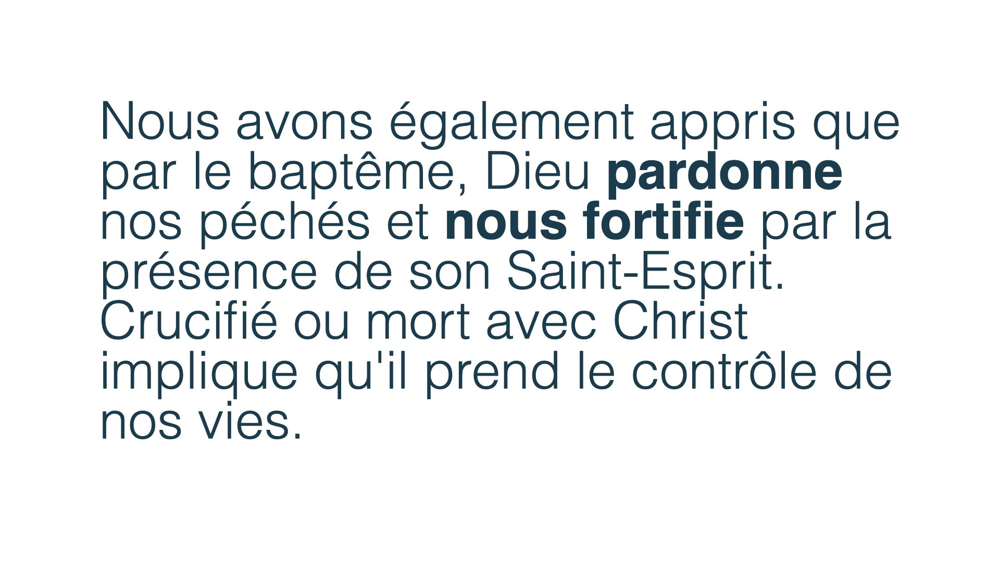 Nous avons également appris que
par le baptême, Dieu pardonne
nos péchés et nous fortifie par la
présence de son Saint-Esprit.
Crucifié ou mort avec Christ
implique qu'il prend le contrôle de
nos vies.